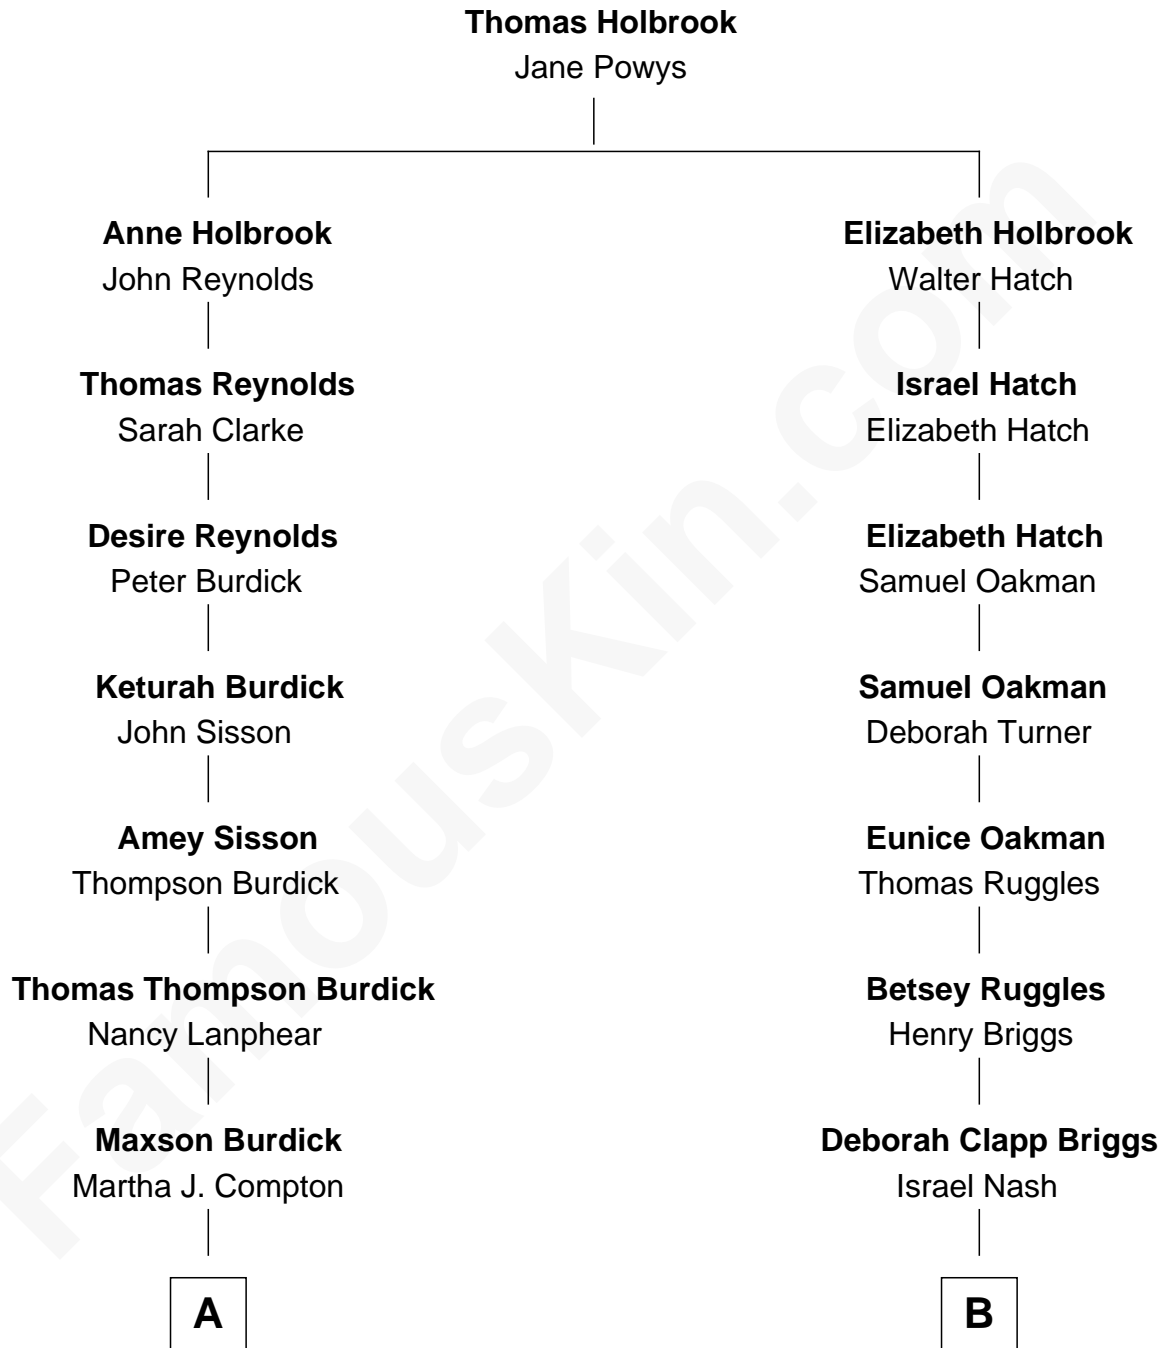 Thomas Holbrook
Jane Powys
Anne Holbrook
John Reynolds
Elizabeth Holbrook
Walter Hatch
Thomas Reynolds
Sarah Clarke
Israel Hatch
Elizabeth Hatch
Desire Reynolds
Peter Burdick
Elizabeth Hatch
Samuel Oakman
Keturah Burdick
John Sisson
Samuel Oakman
Deborah Turner
Amey Sisson
Thompson Burdick
Eunice Oakman
Thomas Ruggles
Thomas Thompson Burdick
Nancy Lanphear
Betsey Ruggles
Henry Briggs
Maxson Burdick
Martha J. Compton
Deborah Clapp Briggs
Israel Nash
A
B
FamousKin.com